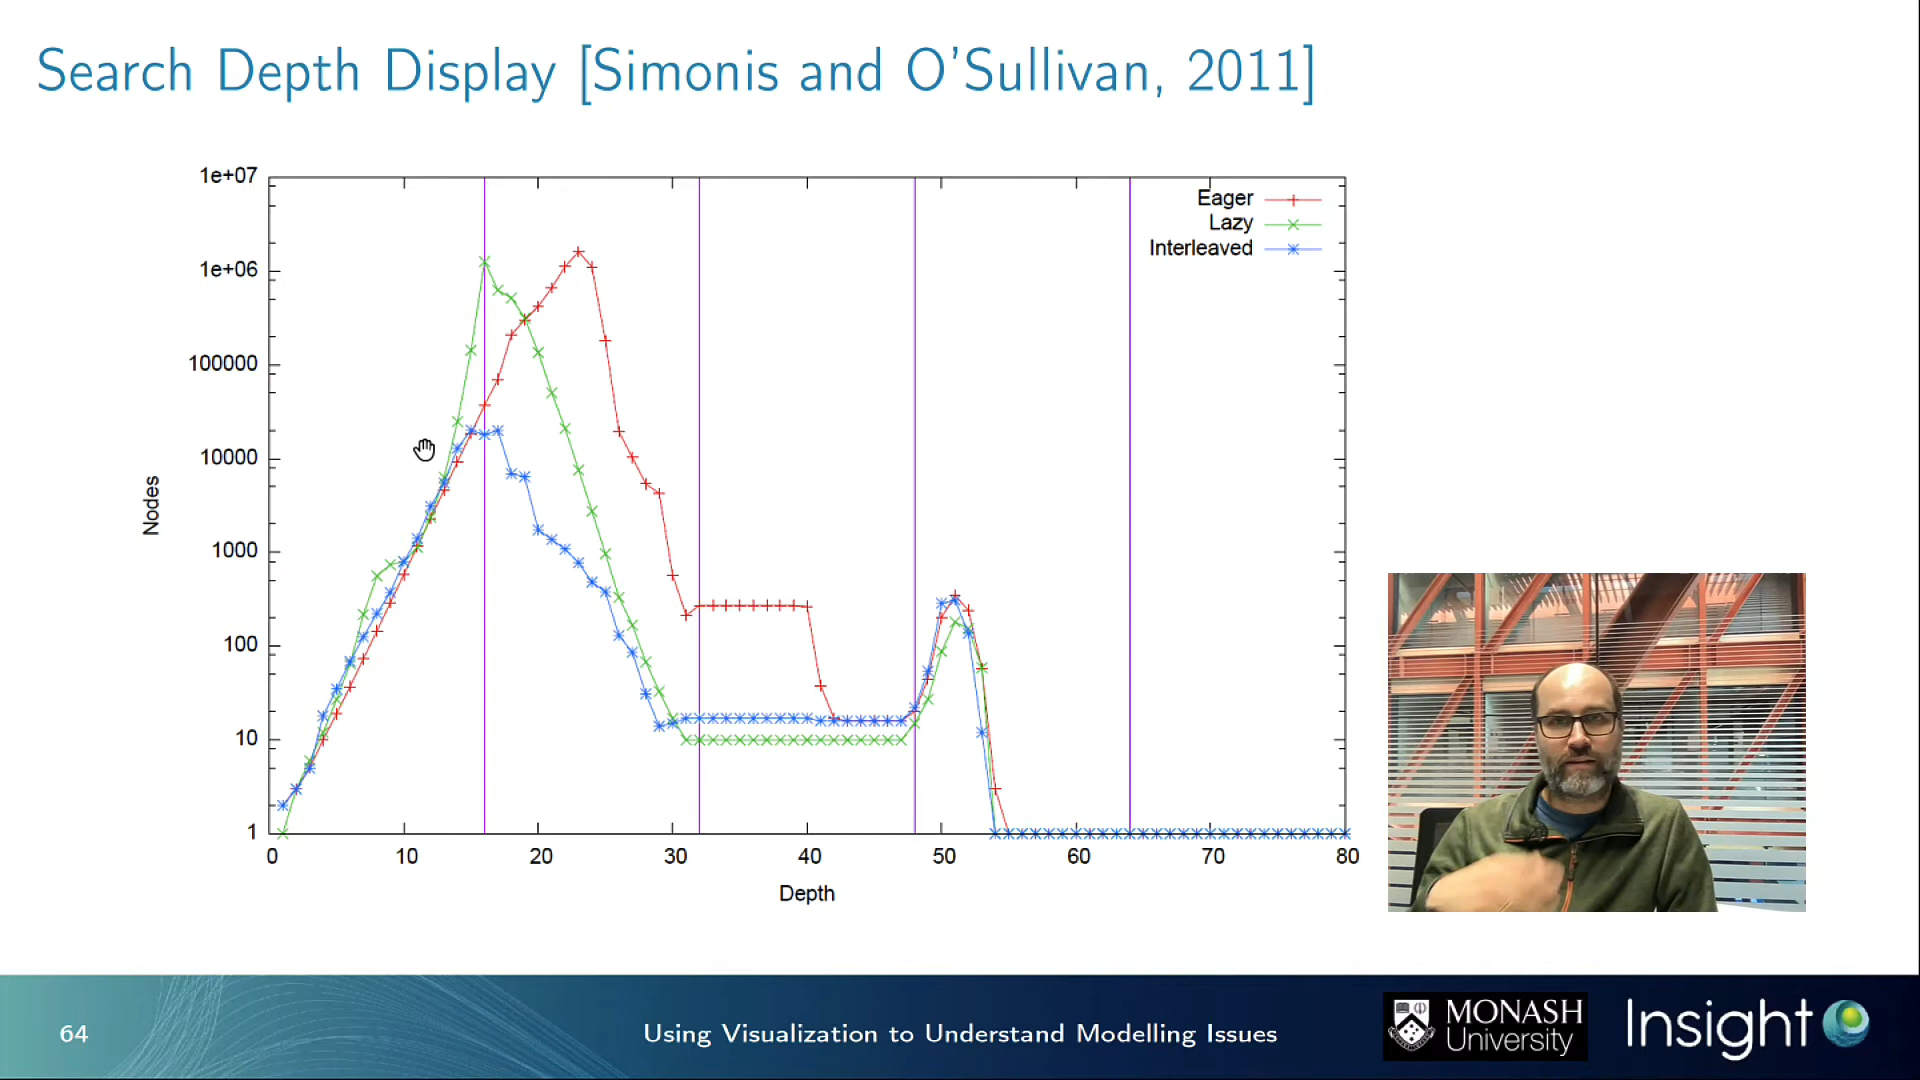 Search Depth Display [Simonis and O'Sullivan, 2011]
1e+07
1e+06
100000
10000
1000
100
10
1
Nodes
Eager
Lazy
Interleaved
0 10 20 30 40 50 60 70 80
Depth
64
Using Visualization to Understand Modelling Issues
MONASH
University
Insight